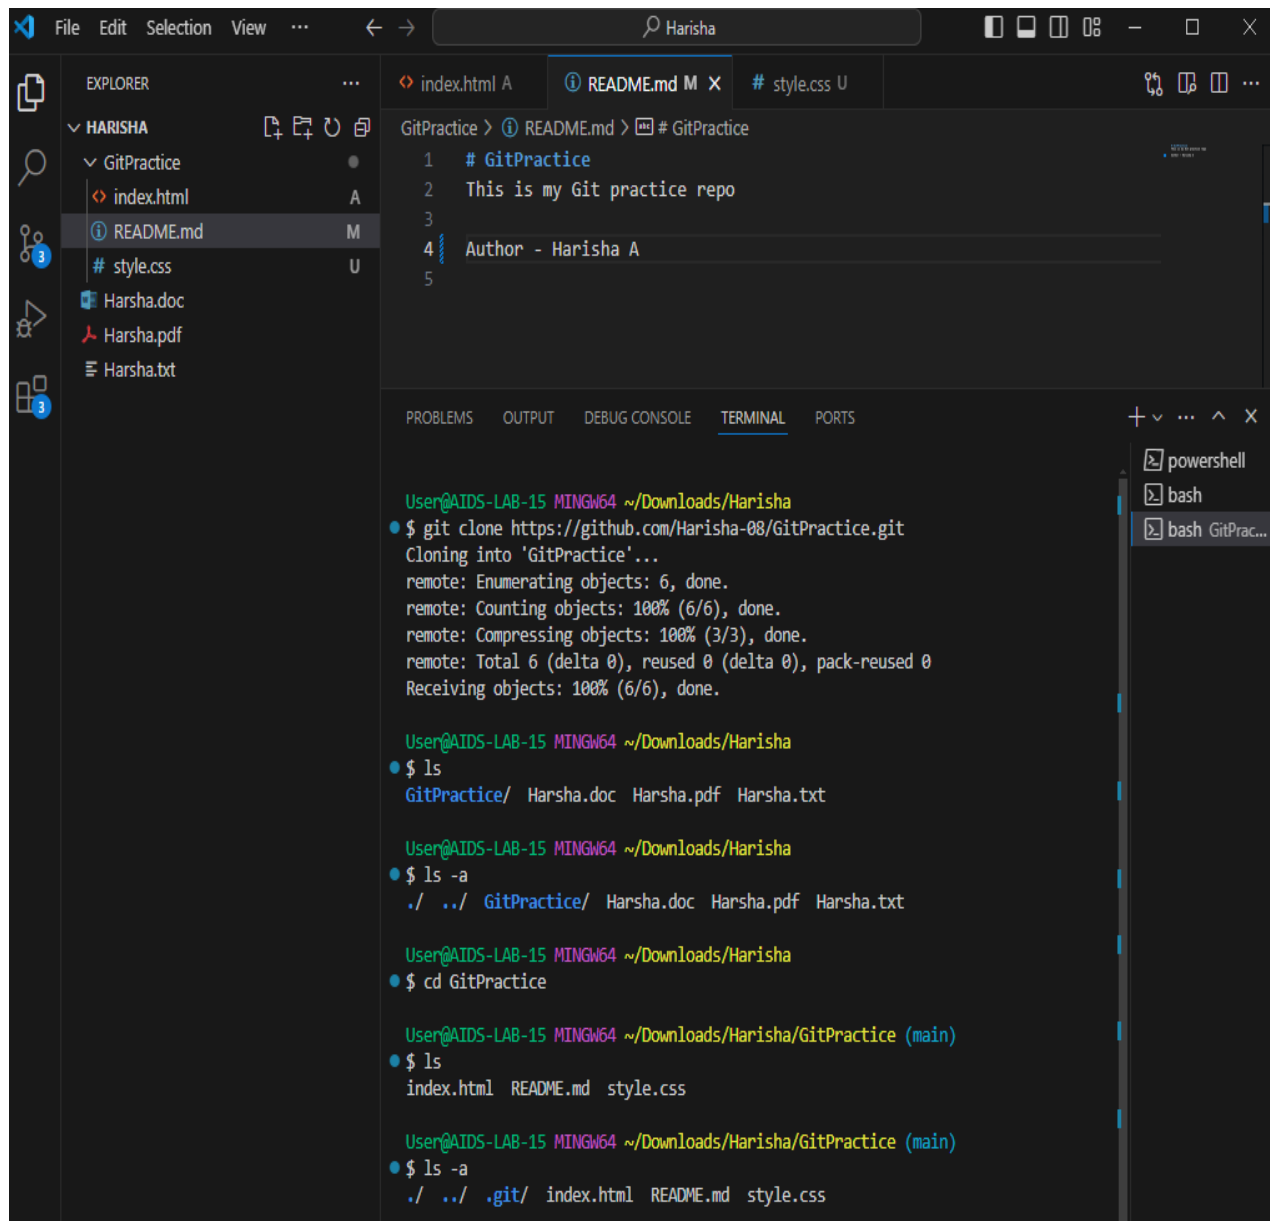 File Edit Selection View ··· Harisha
EXPLORER ···
HARISHA
GitPractice
index.html A
README.md M
style.css U
Harsha.doc
Harsha.pdf
Harsha.txt
3
3
index.html A README.md M # style.css U
GitPractice > README.md > # GitPractice
1 # GitPractice
2 This is my Git practice repo
3
4 Author - Harisha A
5
PROBLEMS OUTPUT DEBUG CONSOLE TERMINAL PORTS
powershell
bash
bash GitPrac...
User@AIDS-LAB-15 MINGW64 ~/Downloads/Harisha
$ git clone https://github.com/Harisha-08/GitPractice.git
Cloning into 'GitPractice'...
remote: Enumerating objects: 6, done.
remote: Counting objects: 100% (6/6), done.
remote: Compressing objects: 100% (3/3), done.
remote: Total 6 (delta 0), reused 0 (delta 0), pack-reused 0
Receiving objects: 100% (6/6), done.
User@AIDS-LAB-15 MINGW64 ~/Downloads/Harisha
$ ls
GitPractice/ Harsha.doc Harsha.pdf Harsha.txt
User@AIDS-LAB-15 MINGW64 ~/Downloads/Harisha
$ ls -a
./ ../ GitPractice/ Harsha.doc Harsha.pdf Harsha.txt
User@AIDS-LAB-15 MINGW64 ~/Downloads/Harisha
$ cd GitPractice
User@AIDS-LAB-15 MINGW64 ~/Downloads/Harisha/GitPractice (main)
$ ls
index.html README.md style.css
User@AIDS-LAB-15 MINGW64 ~/Downloads/Harisha/GitPractice (main)
$ ls -a
./ ../ .git/ index.html README.md style.css